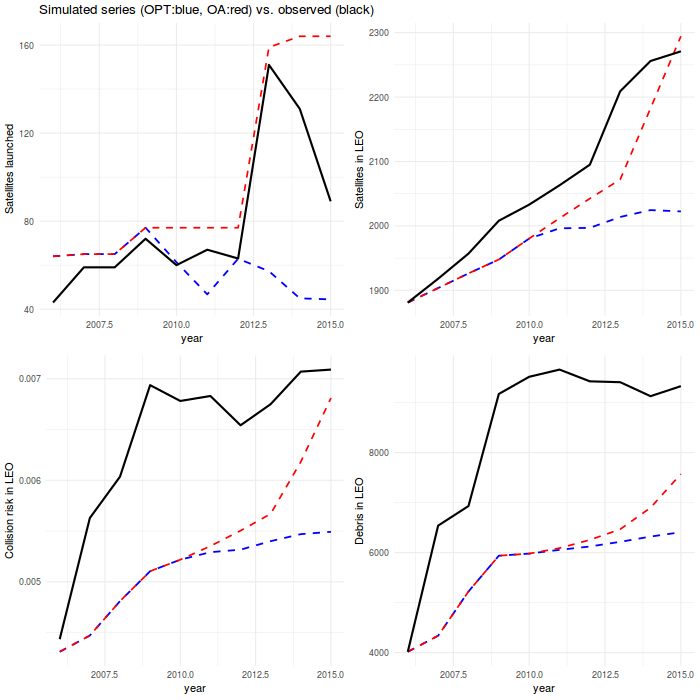 Simulated series (OPT:blue, OA:red) vs. observed (black)
Satellites launched
160
120
80
40
2007.5 2010.0 2012.5 2015.0
year
Satellites in LEO
2300
2200
2100
2000
1900
2007.5 2010.0 2012.5 2015.0
year
Collision risk in LEO
0.007
0.006
0.005
2007.5 2010.0 2012.5 2015.0
year
Debris in LEO
8000
6000
4000
2007.5 2010.0 2012.5 2015.0
year